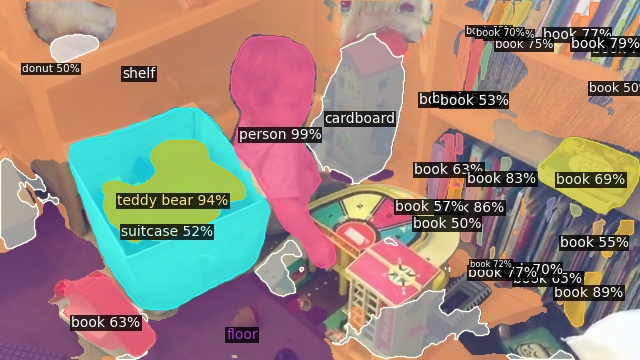 book 70%
book 77%
book 75%
book 79%
donut 50%
shelf
book 50%
book 53%
cardboard
person 99%
book 63%
book 83%
book 69%
teddy bear 94%
book 57%
86%
book 50%
suitcase 52%
book 55%
book 72%
book 77%
70%
book 89%
book 63%
floor